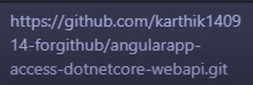 https://github.com/karthik1409
14-forgithub/angularapp-
access-dotnetcore-webapi.git